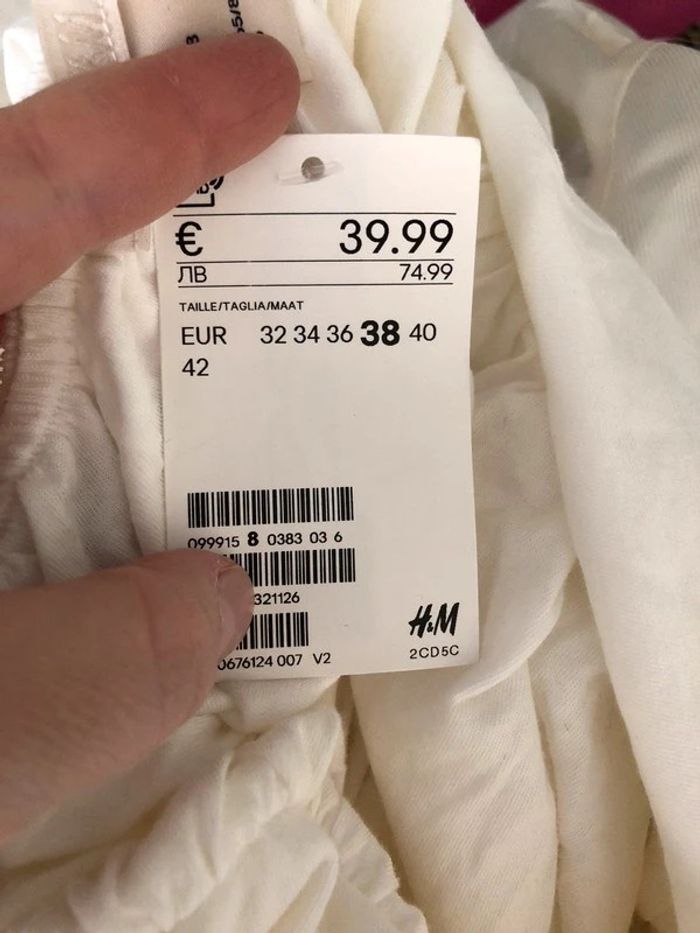 € 39.99
ЛВ 74.99
TAILLE/TAGLIA/MAAT
EUR 32 34 36 38 40
42
099915 8 0383 03 6
321126
0676124 007 V2
H&M
2CD5C